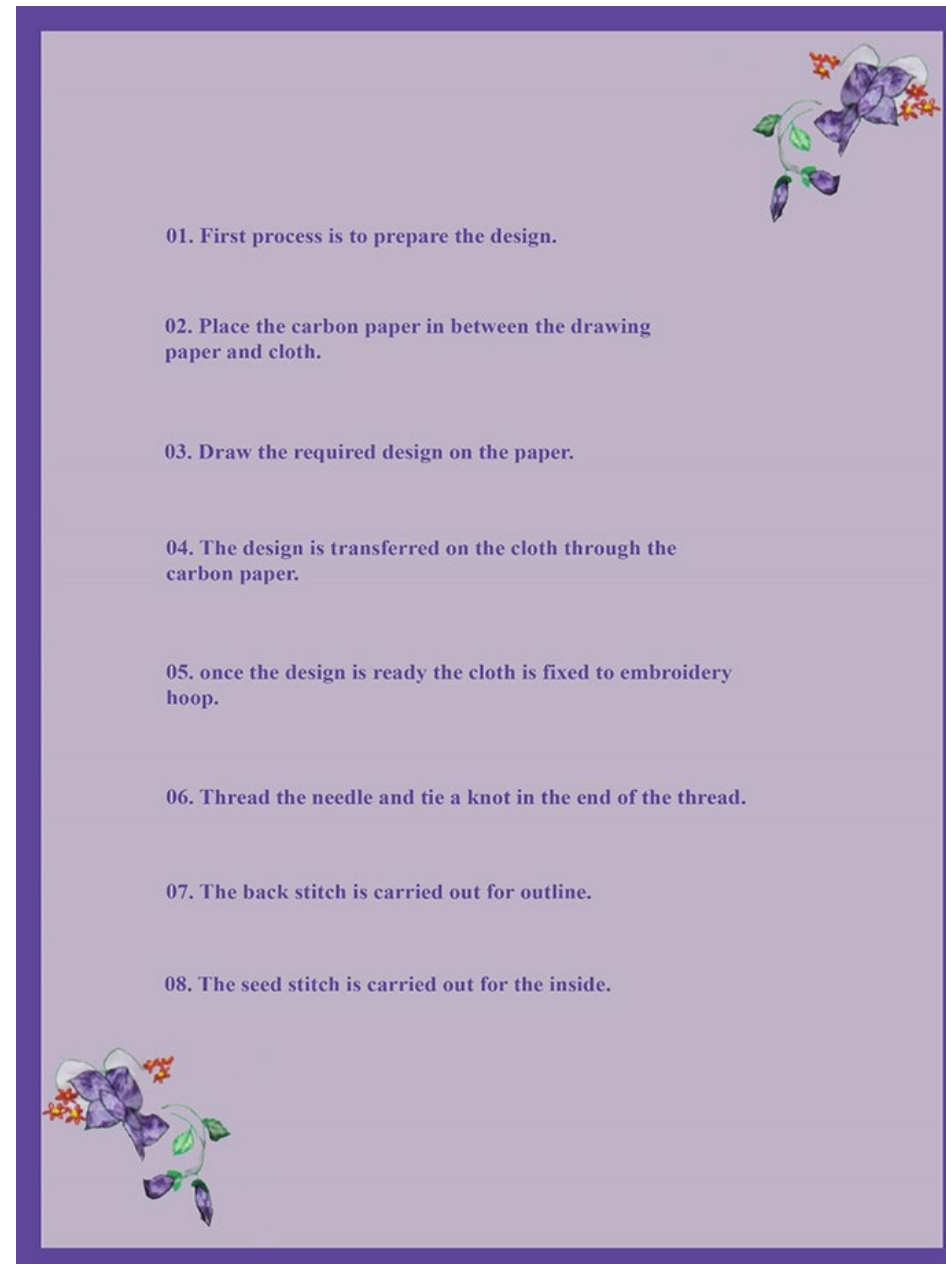 01. First process is to prepare the design.
02. Place the carbon paper in between the drawing
paper and cloth.
03. Draw the required design on the paper.
04. The design is transferred on the cloth through the
carbon paper.
05. once the design is ready the cloth is fixed to embroidery
hoop.
06. Thread the needle and tie a knot in the end of the thread.
07. The back stitch is carried out for outline.
08. The seed stitch is carried out for the inside.